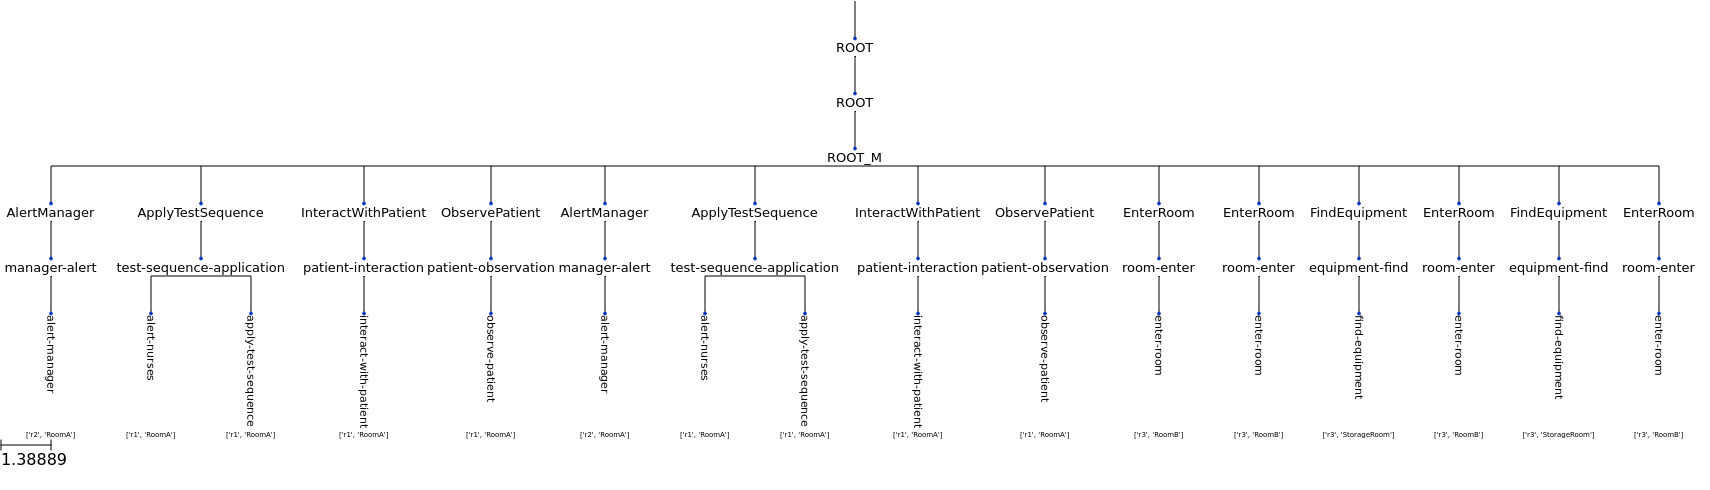 ROOT
ROOT
ROOT_M
AlertManager ApplyTestSequence InteractWithPatient ObservePatient AlertManager ApplyTestSequence InteractWithPatient ObservePatient EnterRoom EnterRoom FindEquipment EnterRoom FindEquipment EnterRoom
manager-alert test-sequence-application patient-interaction patient-observation manager-alert test-sequence-application patient-interaction patient-observation room-enter room-enter equipment-find room-enter equipment-find room-enter
alert-manager
alert-nurses
apply-test-sequence
interact-with-patient
observe-patient
alert-manager
alert-nurses
apply-test-sequence
interact-with-patient
observe-patient
enter-room
enter-room
find-equipment
enter-room
find-equipment
enter-room
['r2', 'RoomA'] ['r1', 'RoomA'] ['r1', 'RoomA'] ['r1', 'RoomA'] ['r1', 'RoomA'] ['r2', 'RoomA'] ['r1', 'RoomA'] ['r1', 'RoomA'] ['r1', 'RoomA'] ['r1', 'RoomA'] ['r3', 'RoomB'] ['r3', 'RoomB'] ['r3', 'StorageRoom'] ['r3', 'RoomB'] ['r3', 'StorageRoom'] ['r3', 'RoomB']
1.38889